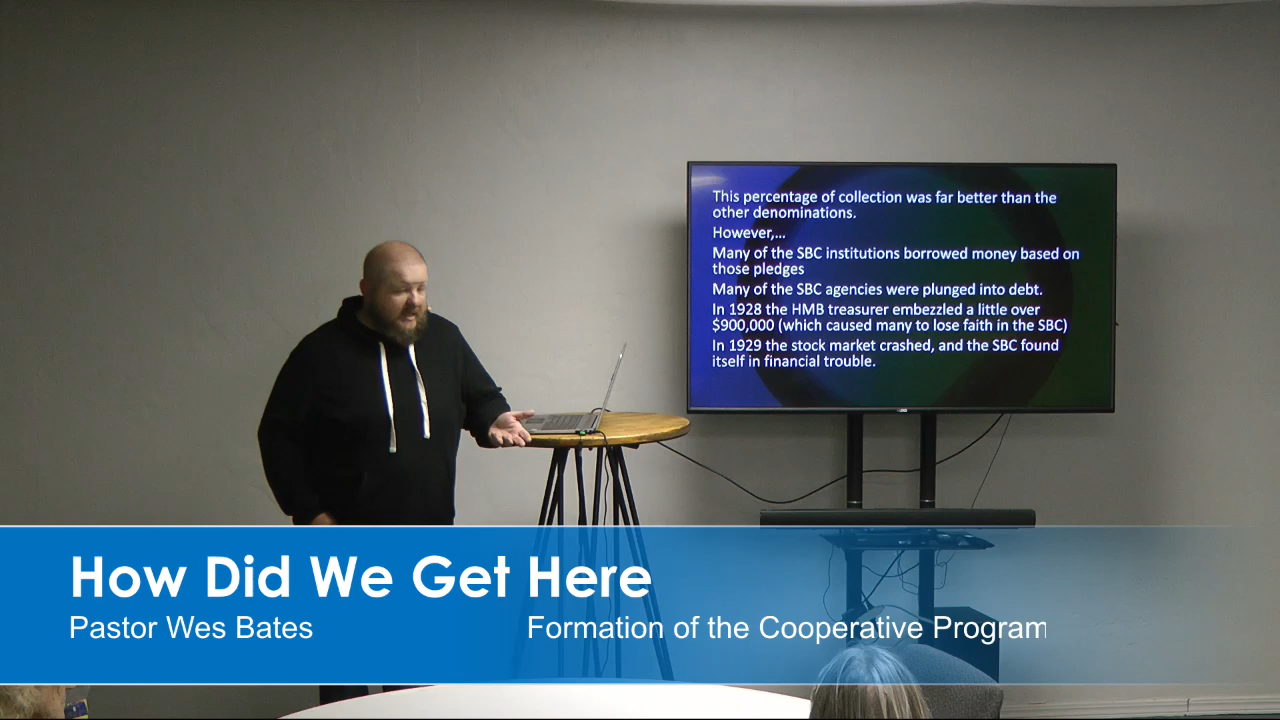 This percentage of collection was far better than the
other denominations.
However,...
Many of the SBC institutions borrowed money based on
those pledges
Many of the SBC agencies were plunged into debt.
In 1928 the HMB treasurer embezzled a little over
$900,000 (which caused many to lose faith in the SBC)
In 1929 the stock market crashed, and the SBC found
itself in financial trouble.
How Did We Get Here
Pastor Wes Bates
Formation of the Cooperative Program